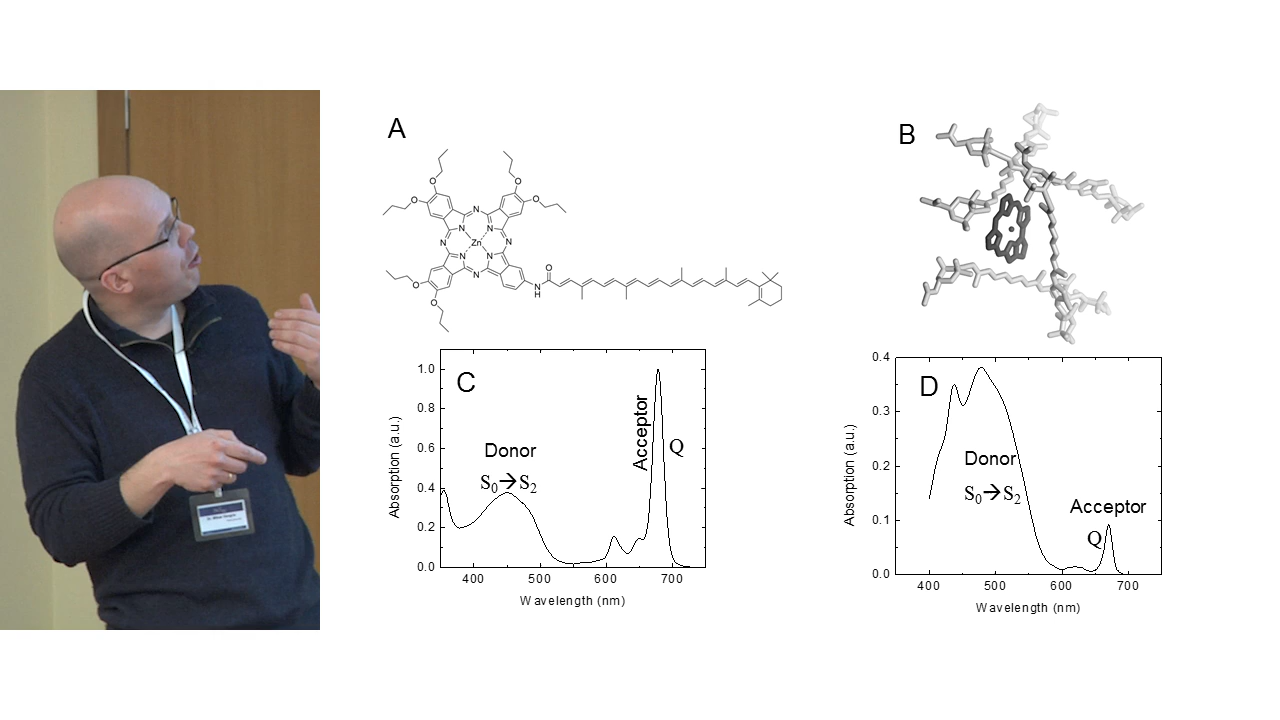 A
B
O
O
O
O
O
O
N
N
N
N
N
N
N
N
Zn
O
N
H
C
1.0
0.8
0.6
0.4
0.2
0.0
400
500
600
700
Absorption (a.u.)
Wavelength (nm)
Donor
S0→S2
Acceptor
Q
D
0.4
0.3
0.2
0.1
0.0
400
500
600
700
Absorption (a.u.)
Wavelength (nm)
Donor
S0→S2
Acceptor
Q